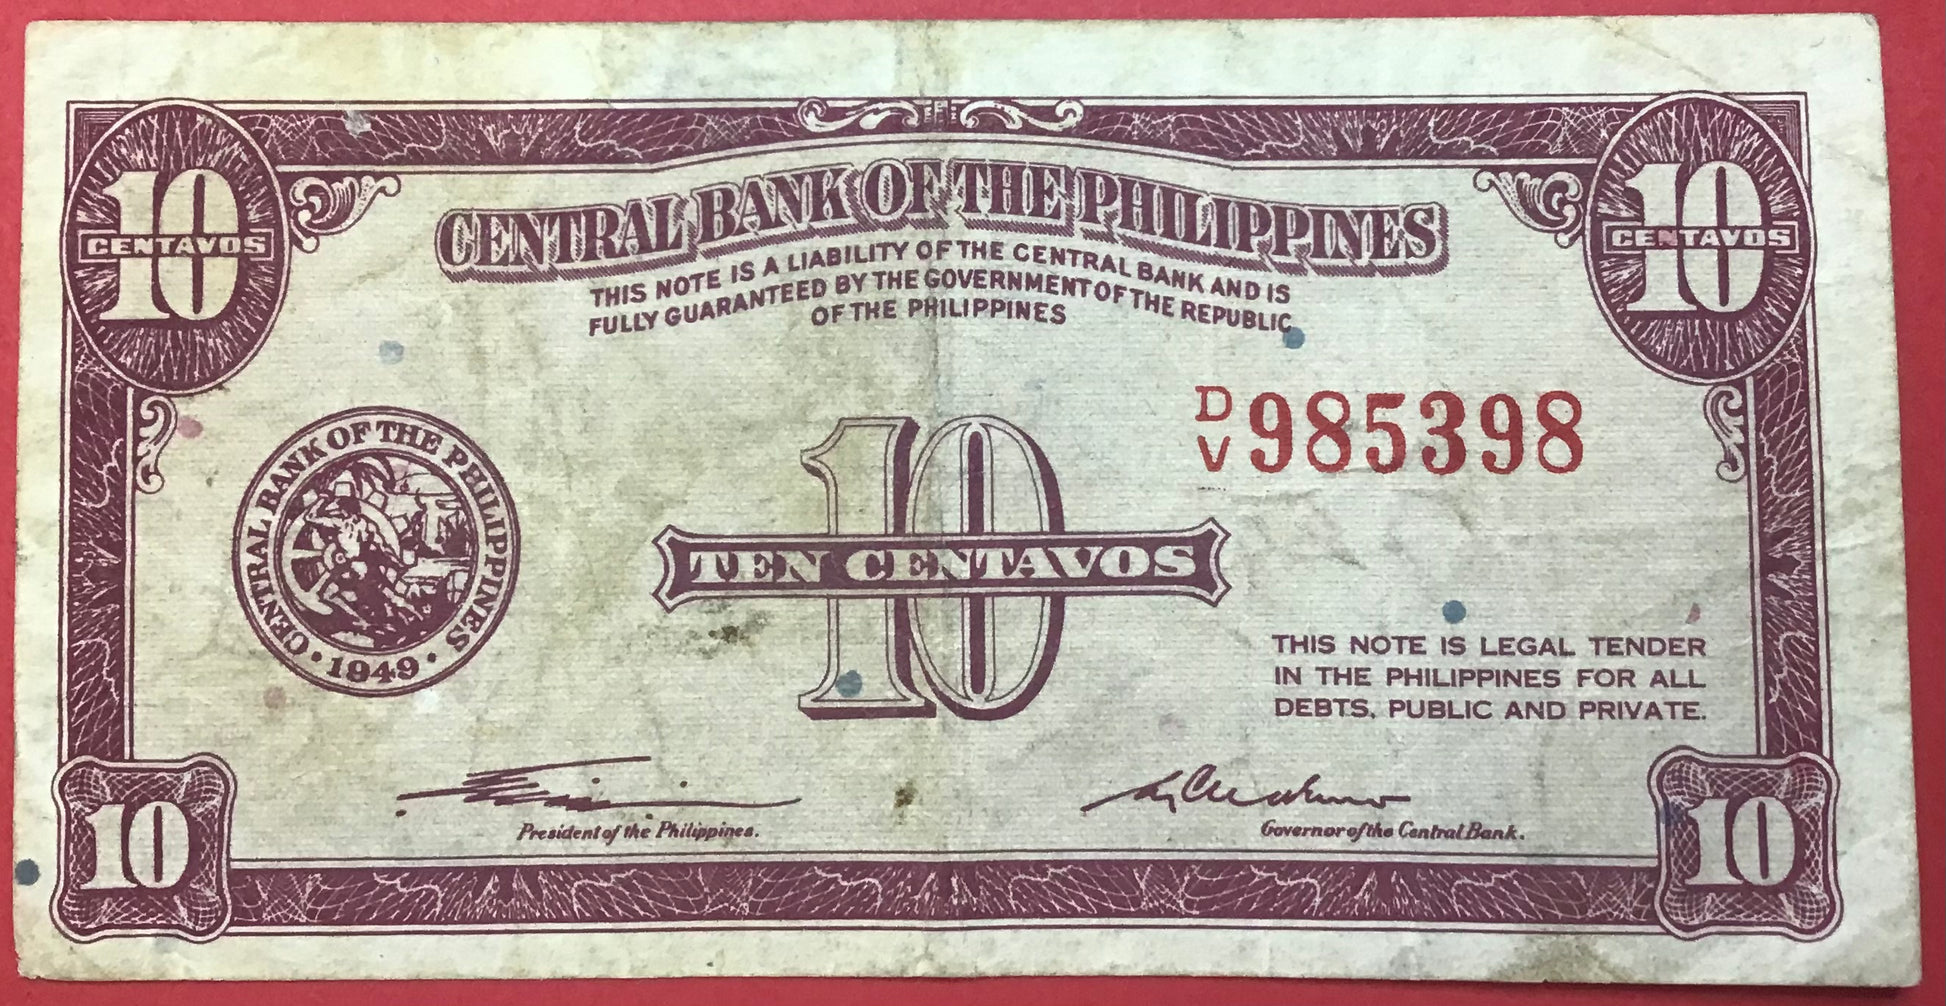 10
CENTAVOS
10
CENTAVOS
CENTRAL BANK OF THE PHILIPPINES
THIS NOTE IS A LIABILITY OF THE CENTRAL BANK AND IS
FULLY GUARANTEED BY THE GOVERNMENT OF THE REPUBLIC
OF THE PHILIPPINES
D/V 985398
CENTRAL BANK OF THE PHILIPPINES
• 1949 •
10
TEN CENTAVOS
THIS NOTE IS LEGAL TENDER
IN THE PHILIPPINES FOR ALL
DEBTS, PUBLIC AND PRIVATE.
President of the Philippines.
Governor of the Central Bank.
10
10